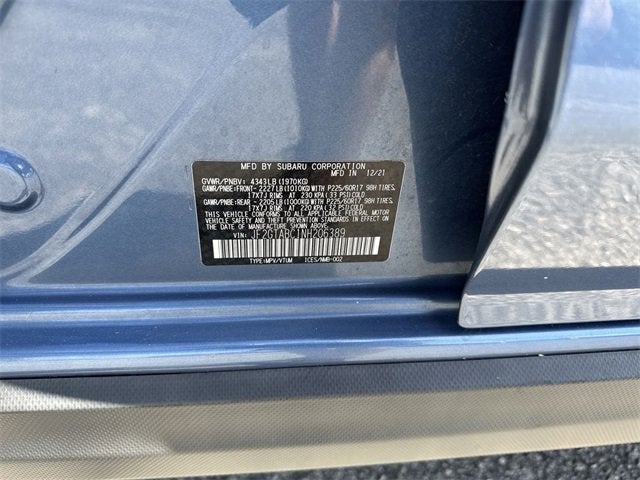 MFD BY SUBARU CORPORATION
MFD IN 12/21
GVWR/PNBV: 4343LB(1970KG)
GAWR/PNBE:FRONT- 2227LB(1010KG)WITH P225/60R17 98H TIRES.
17X7J RIMS AT 230 KPA( 33 PSI)COLD
GAWR/PNBE:REAR - 2205LB(1000KG)WITH P225/60R17 98H TIRES.
17X7J RIMS AT 220 KPA( 32 PSI)COLD
THIS VEHICLE CONFORMS TO ALL APPLICABLE FEDERAL MOTOR
VEHICLE SAFETY AND THEFT PREVENTION STANDARDS IN EFFECT ON THE DATE
OF MANUFACTURE SHOWN ABOVE.
VIN: JF2GTABC1NH206389
TYPE:MPV/VTUM ICES/NMB-002